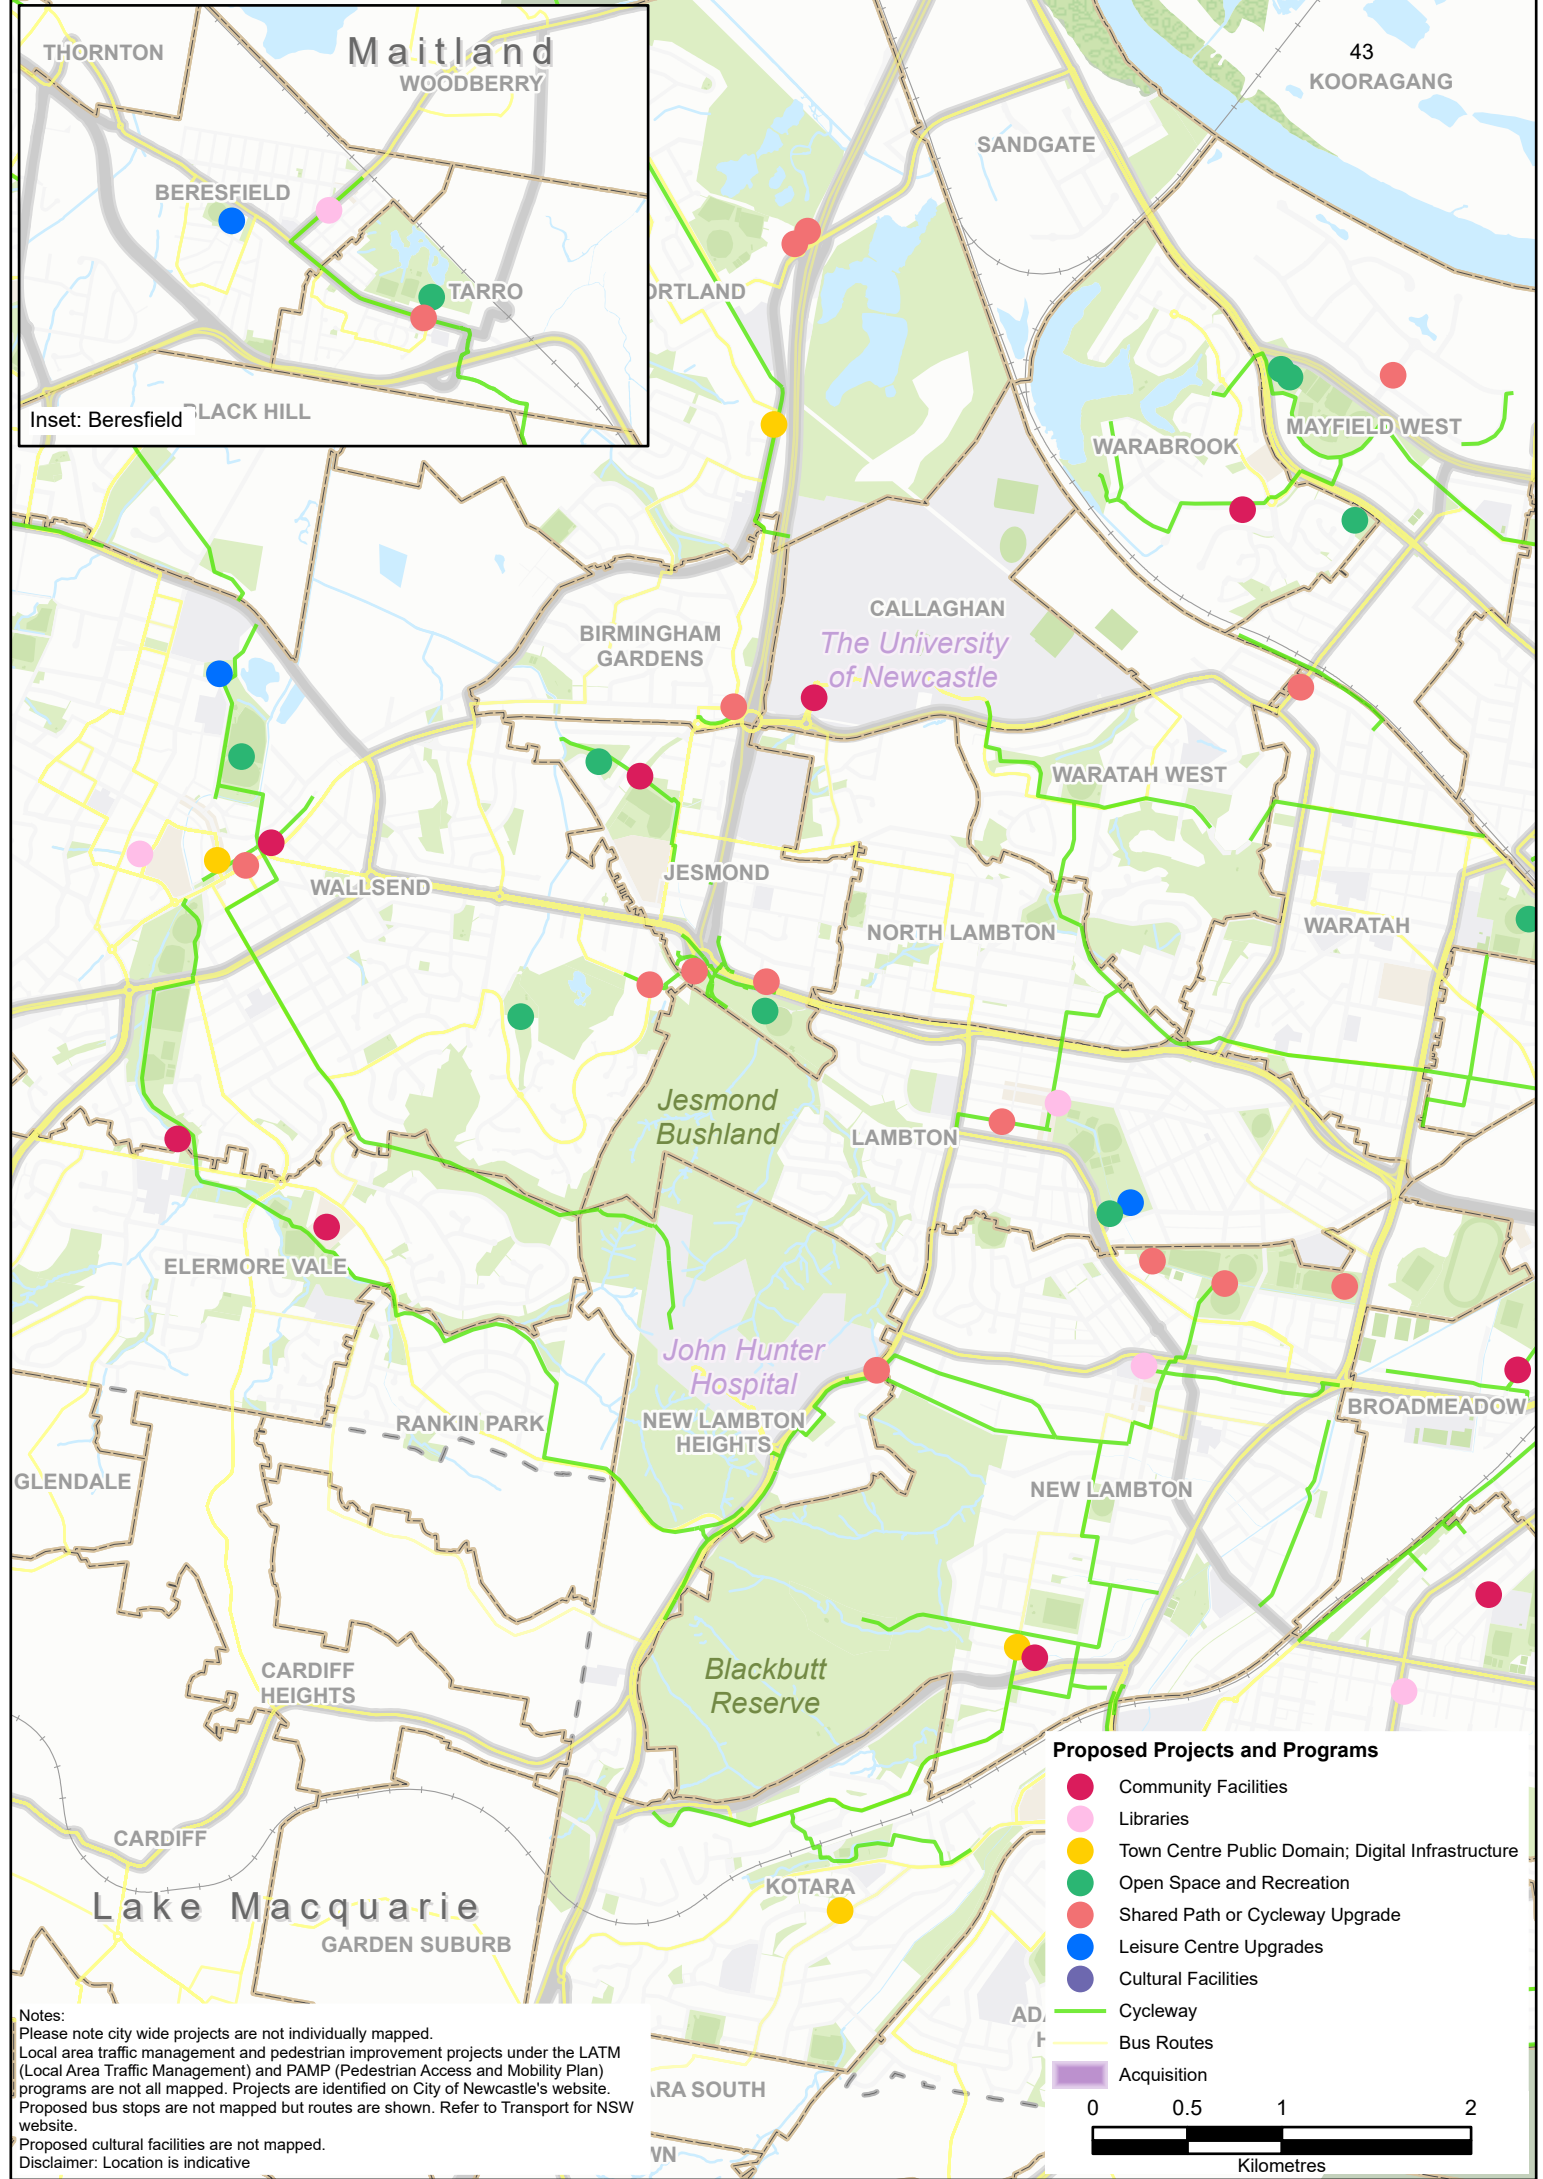 THORNTON
Maitland
WOODBERRY
BERESFIELD
TARRO
BLACK HILL
Inset: Beresfield
43
KOORAGANG
SANDGATE
ORTLAND
MAYFIELD WEST
WARABROOK
CALLAGHAN
The University
of Newcastle
BIRMINGHAM
GARDENS
WARATAH WEST
JESMOND
WALLSEND
NORTH LAMBTON
WARATAH
Jesmond
Bushland
LAMBTON
ELERMORE VALE
John Hunter
Hospital
NEW LAMBTON
HEIGHTS
RANKIN PARK
BROADMEADOW
GLENDALE
NEW LAMBTON
CARDIFF
HEIGHTS
Blackbutt
Reserve
CARDIFF
Lake Macquarie
GARDEN SUBURB
KOTARA
ARA SOUTH
WN
AD
H
Proposed Projects and Programs
Community Facilities
Libraries
Town Centre Public Domain; Digital Infrastructure
Open Space and Recreation
Shared Path or Cycleway Upgrade
Leisure Centre Upgrades
Cultural Facilities
Cycleway
Bus Routes
Acquisition
0 0.5 1 2
Kilometres
Notes:
Please note city wide projects are not individually mapped.
Local area traffic management and pedestrian improvement projects under the LATM
(Local Area Traffic Management) and PAMP (Pedestrian Access and Mobility Plan)
programs are not all mapped. Projects are identified on City of Newcastle's website.
Proposed bus stops are not mapped but routes are shown. Refer to Transport for NSW
website.
Proposed cultural facilities are not mapped.
Disclaimer: Location is indicative